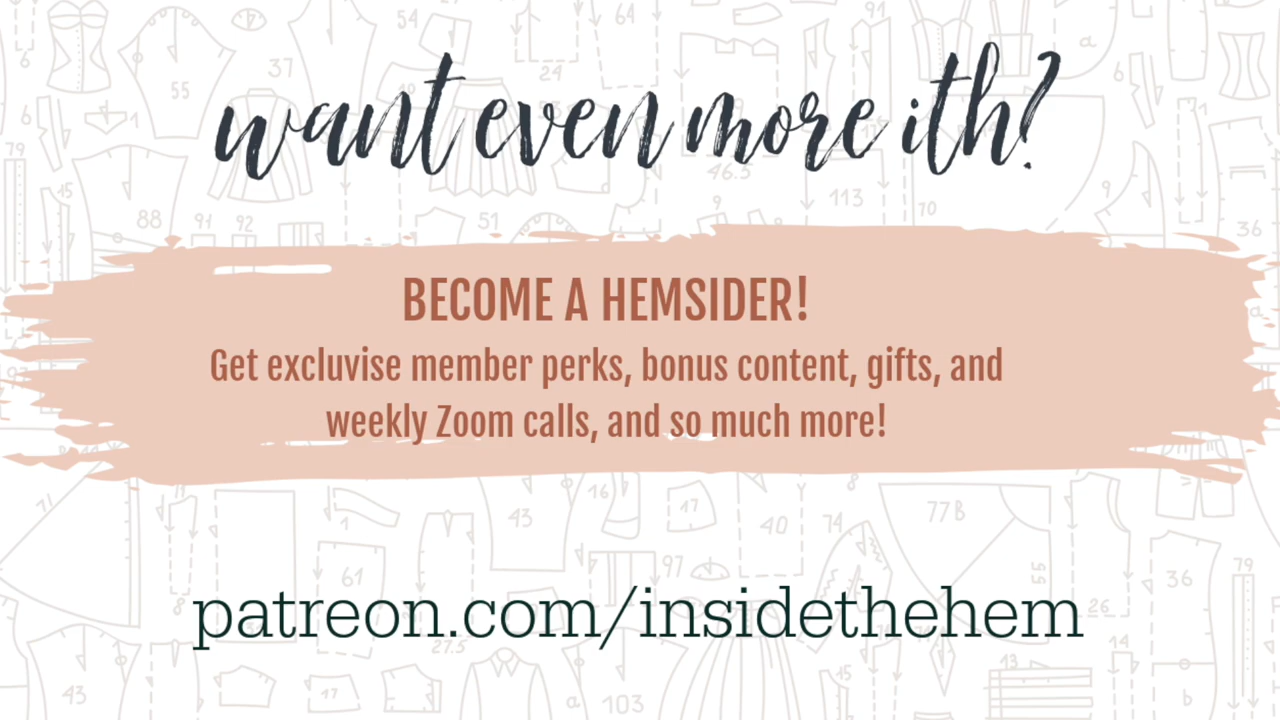 want even more ith?
BECOME A HEMSIDER!
Get excluvise member perks, bonus content, gifts, and
weekly Zoom calls, and so much more!
patreon.com/insidethehem